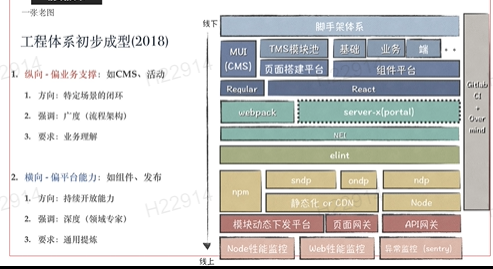 一张老图
工程体系初步成型(2018)
1. 纵向-偏业务支撑：如CMS、活动
1. 方向：特定场景的闭环
2. 强调：广度（流程架构）
3. 要求：业务理解
2. 横向-偏平台能力：如组件、发布
1. 方向：持续开放能力
2. 强调：深度（领域专家）
3. 要求：通用提炼
线下
线上
脚手架体系
MUI
(CMS)
TMS模块池
基础
业务
端
页面搭建平台
组件平台
Regular
React
webpack
server-x(portal)
NEI
elint
npm
sndp
ondp
ndp
静态化 or CDN
Node
模块动态下发平台
页面网关
API网关
Node性能监控
Web性能监控
异常监控（sentry)
Gitlab
CI
+
Over
mind
H22914
H22914
H22914